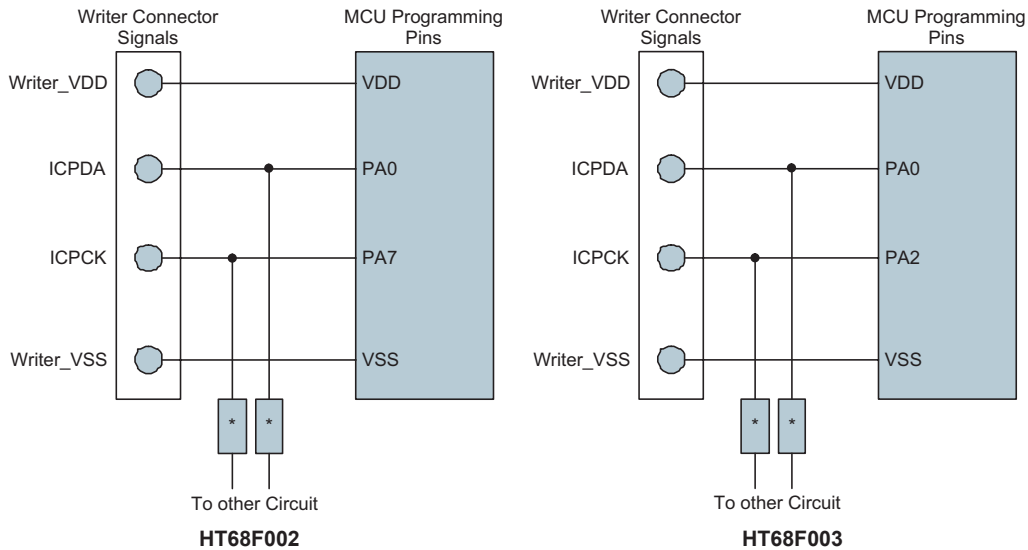 Writer Connector
Signals
MCU Programming
Pins
Writer_VDD
VDD
ICPDA
PA0
ICPCK
PA7
Writer_VSS
VSS
*
*
To other Circuit
HT68F002
Writer Connector
Signals
MCU Programming
Pins
Writer_VDD
VDD
ICPDA
PA0
ICPCK
PA2
Writer_VSS
VSS
*
*
To other Circuit
HT68F003